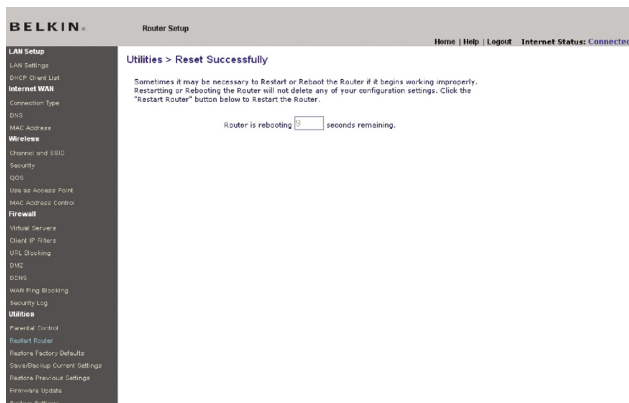 BELKIN
Router Setup
Home | Help | Logout Internet Status: Connected
LAN Setup
LAN Settings
DHCP Client List
Internet WAN
Connection Type
DNS
MAC Address
Wireless
Channel and SSID
Security
QOS
Use as Access Point
MAC Address Control
Firewall
Virtual Servers
Client IP Filters
URL Blocking
DMZ
DDNS
WAN Ping Blocking
Security Log
Utilities
Parental Control
Restart Router
Restore Factory Defaults
Save/Backup Current Settings
Restore Previous Settings
Firmware Update
System Settings
Utilities > Reset Successfully
Sometimes it may be necessary to Restart or Reboot the Router if it begins working improperly.
Restartting or Rebooting the Router will not delete any of your configuration settings. Click the
"Restart Router" button below to Restart the Router.
Router is rebooting 9 seconds remaining.